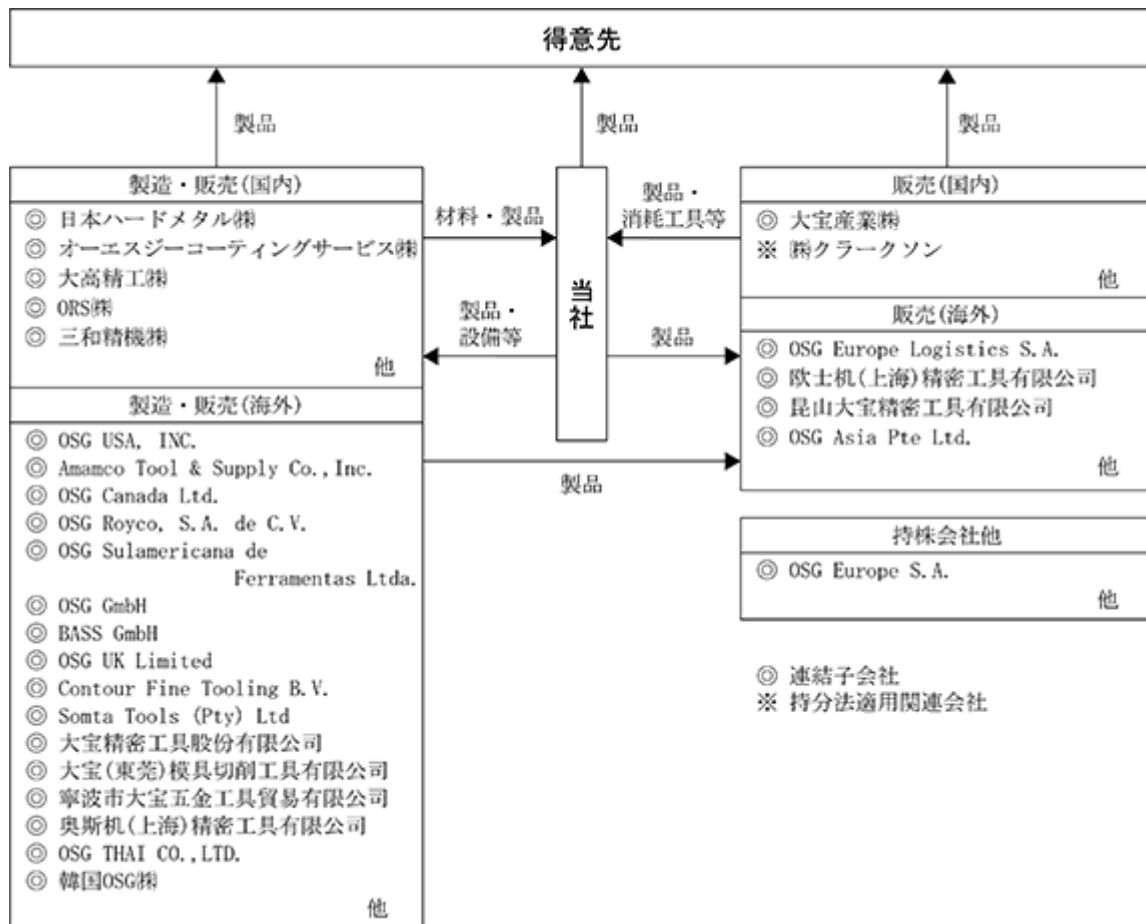 得意先
製品
製品
製品
製造・販売(国内)
◎ 日本ハードメタル㈱
◎ オーエスジーコーティングサービス㈱
◎ 大高精工㈱
◎ ORS㈱
◎ 三和精機㈱
他
製造・販売(海外)
◎ OSG USA, INC.
◎ Amamco Tool & Supply Co.,Inc.
◎ OSG Canada Ltd.
◎ OSG Royco, S.A. de C.V.
◎ OSG Sulamericana de
Ferramentas Ltda.
◎ OSG GmbH
◎ BASS GmbH
◎ OSG UK Limited
◎ Contour Fine Tooling B.V.
◎ Somta Tools (Pty) Ltd
◎ 大宝精密工具股份有限公司
◎ 大宝(東莞)模具切削工具有限公司
◎ 寧波市大宝五金工具貿易有限公司
◎ 奥斯机(上海)精密工具有限公司
◎ OSG THAI CO.,LTD.
◎ 韓国OSG㈱
他
材料・製品
製品・
設備等
当社
製品・
消耗工具等
製品
製品
販売(国内)
◎ 大宝産業㈱
※ ㈱クラークソン
他
販売(海外)
◎ OSG Europe Logistics S.A.
◎ 欧士机(上海)精密工具有限公司
◎ 昆山大宝精密工具有限公司
◎ OSG Asia Pte Ltd.
他
持株会社他
◎ OSG Europe S.A.
他
◎ 連結子会社
※ 持分法適用関連会社